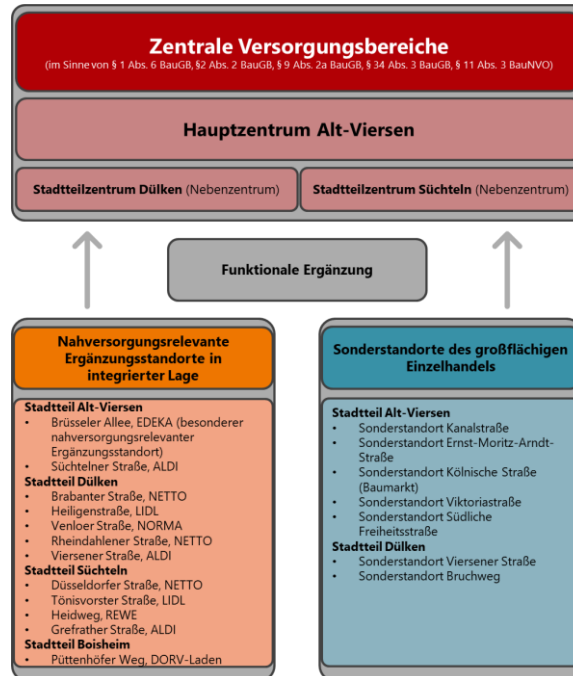 Zentrale Versorgungsbereiche
(im Sinne von § 1 Abs. 6 BauGB, §2 Abs. 2 BauGB, § 9 Abs. 2a BauGB, § 34 Abs. 3 BauGB, § 11 Abs. 3 BauNVO)
Hauptzentrum Alt-Viersen
Stadtteilzentrum Dülken (Nebenzentrum)
Stadtteilzentrum Süchteln (Nebenzentrum)
Funktionale Ergänzung
Nahversorgungsrelevante
Ergänzungsstandorte in
integrierter Lage
Stadtteil Alt-Viersen
• Brüsseler Allee, EDEKA (besonderer
nahversorgungsrelevanter
Ergänzungsstandort)
• Süchtelner Straße, ALDI
Stadtteil Dülken
• Brabanter Straße, NETTO
• Heiligenstraße, LIDL
• Venloer Straße, NORMA
• Rheindahlener Straße, NETTO
• Viersener Straße, ALDI
Stadtteil Süchteln
• Düsseldorfer Straße, NETTO
• Tönisvorster Straße, LIDL
• Heidweg, REWE
• Grefrather Straße, ALDI
Stadtteil Boisheim
• Püttenhöfer Weg, DORV-Laden
Sonderstandorte des großflächigen
Einzelhandels
Stadtteil Alt-Viersen
• Sonderstandort Kanalstraße
• Sonderstandort Ernst-Moritz-Arndt-
Straße
• Sonderstandort Kölnische Straße
(Baumarkt)
• Sonderstandort Viktoriastraße
• Sonderstandort Südliche
Freiheitsstraße
Stadtteil Dülken
• Sonderstandort Viersener Straße
• Sonderstandort Bruchweg